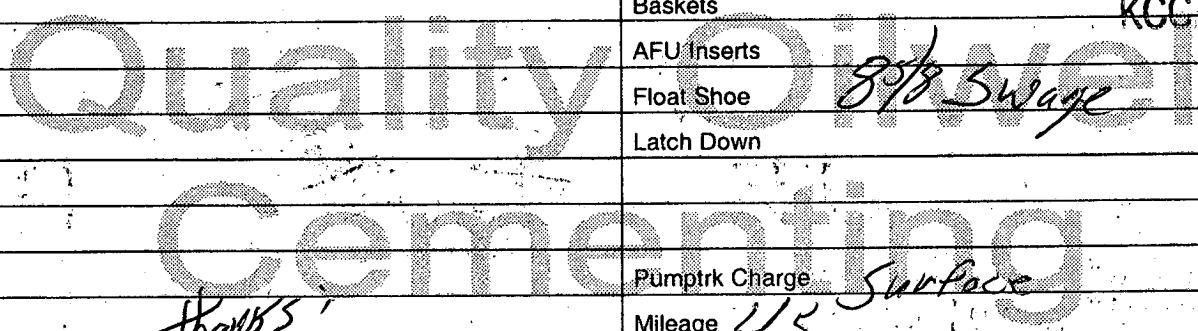 Baskets
KCC
Quality Oilwel
AFU Inserts
Float Shoe 8 5/8 Swage
Latch Down
Cementing
Pumptrk Charge Surface
thanks!
Mileage